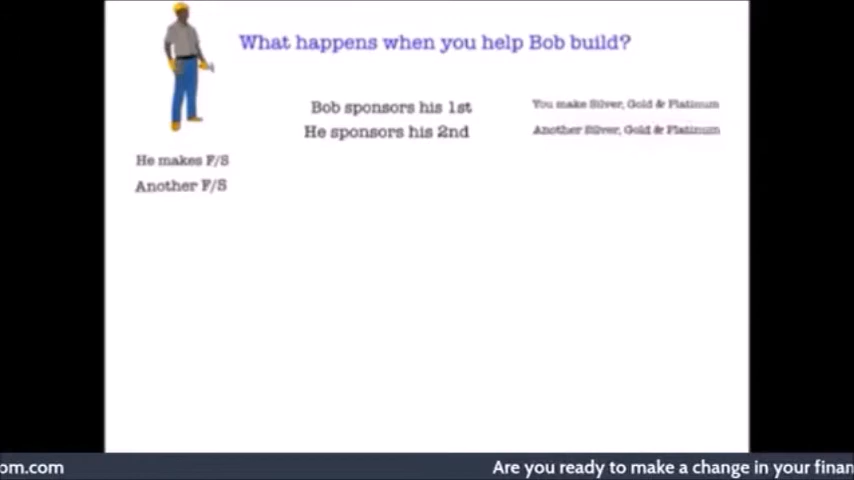 What happens when you help Bob build?
Bob sponsors his 1st
You make Silver, Gold & Platinum
He sponsors his 2nd
Another Silver, Gold & Platinum
He makes F/S
Another F/S
om.com
Are you ready to make a change in your finan